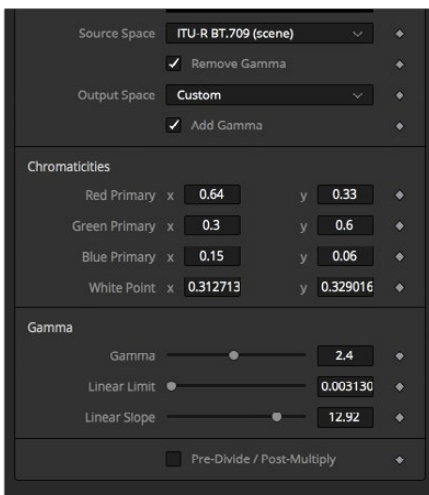 Source Space ITU-R BT.709 (scene)
Remove Gamma
Output Space Custom
Add Gamma
Chromaticities
Red Primary x 0.64 y 0.33
Green Primary x 0.3 y 0.6
Blue Primary x 0.15 y 0.06
White Point x 0.312713 y 0.329016
Gamma
Gamma 2.4
Linear Limit 0.003130
Linear Slope 12.92
Pre-Divide / Post-Multiply